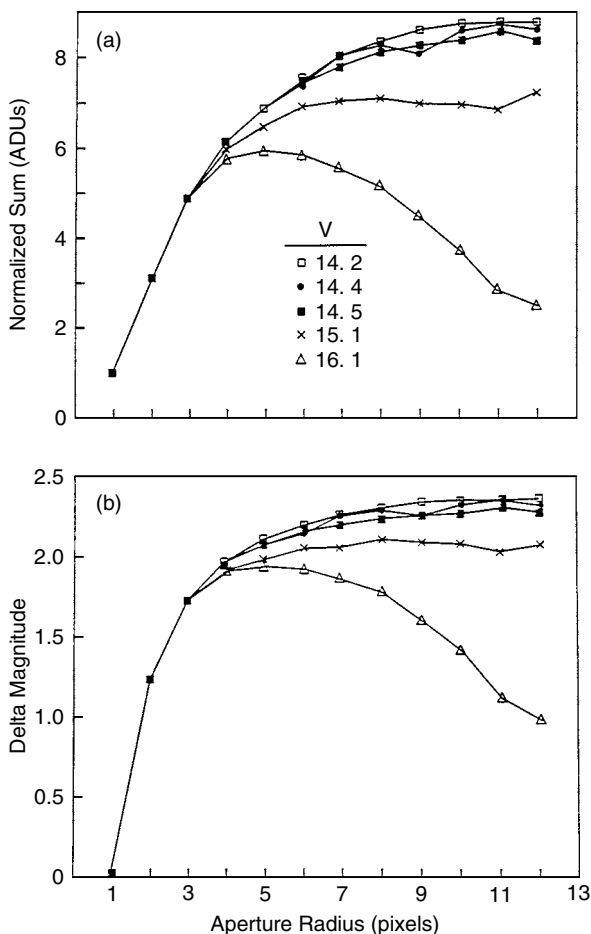 (a)
8
6
4
2
0
Normalized Sum (ADUs)
V
14. 2
14. 4
14. 5
15. 1
16. 1
(b)
2.5
2.0
1.5
1.0
0.5
0
Delta Magnitude
1 3 5 7 9 11 13
Aperture Radius (pixels)